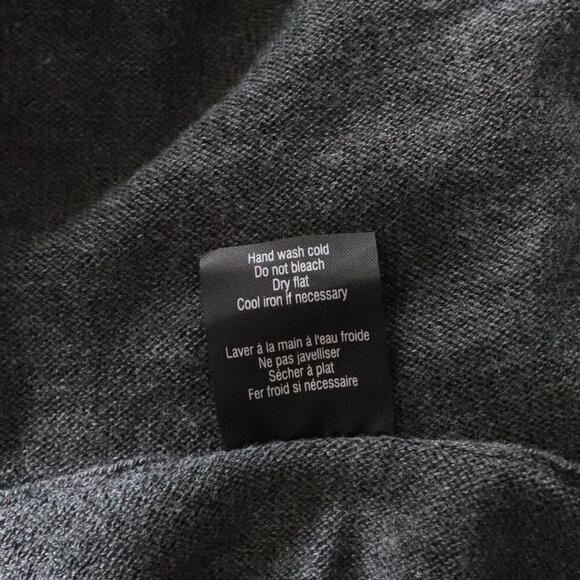 Hand wash cold
Do not bleach
Dry flat
Cool iron if necessary
Laver à la main à l'eau froide
Ne pas javelliser
Sécher à plat
Fer froid si nécessaire